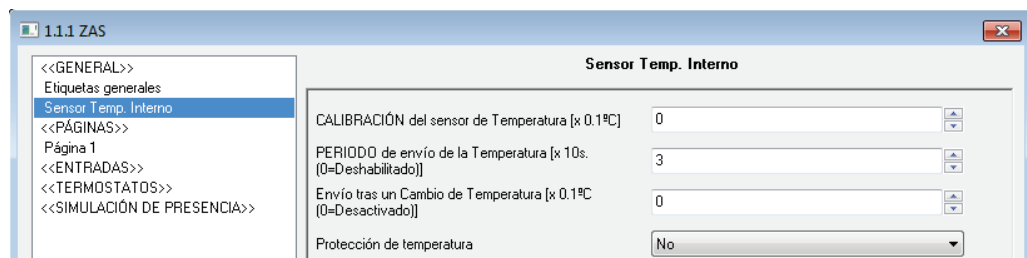 1.1.1 ZAS
<<GENERAL>>
Etiquetas generales
Sensor Temp. Interno
<<PÁGINAS>>
Página 1
<<ENTRADAS>>
<<TERMOSTATOS>>
<<SIMULACIÓN DE PRESENCIA>>
Sensor Temp. Interno
CALIBRACIÓN del sensor de Temperatura [x 0.1ºC] 0
PERIODO de envío de la Temperatura [x 10s.
(0=Deshabilitado)] 3
Envío tras un Cambio de Temperatura [x 0.1ºC
(0=Desactivado)] 0
Protección de temperatura No